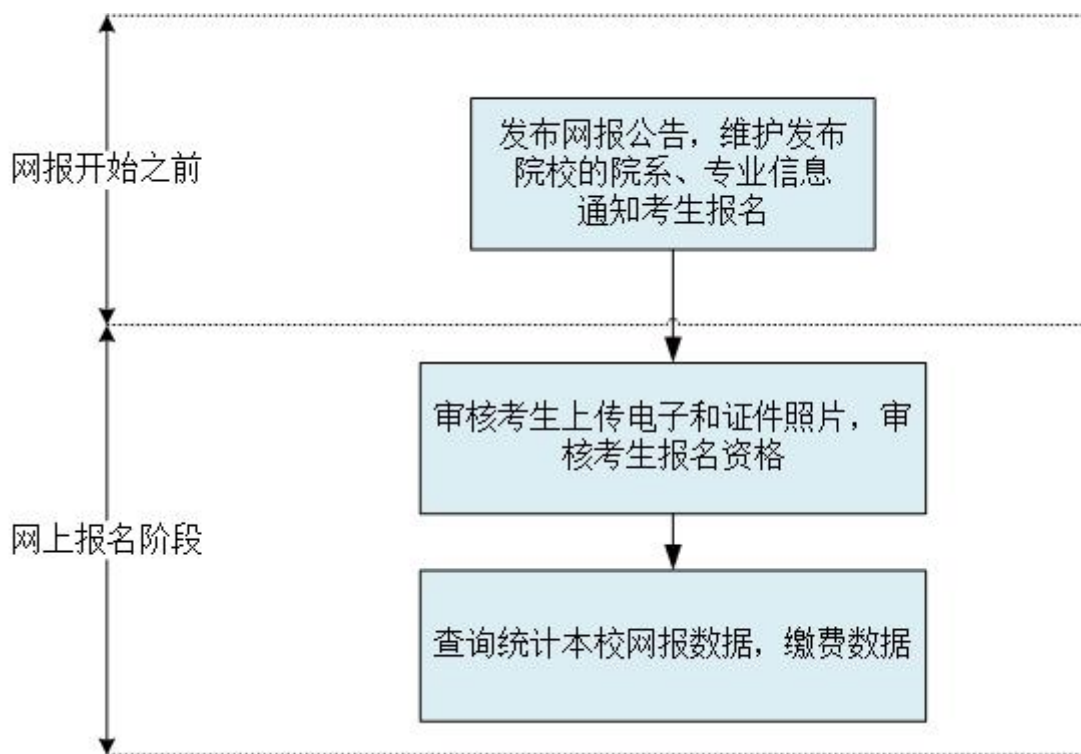 网报开始之前
发布网报公告，维护发布
院校的院系、专业信息
通知考生报名
网上报名阶段
审核考生上传电子和证件照片，审
核考生报名资格
查询统计本校网报数据，缴费数据